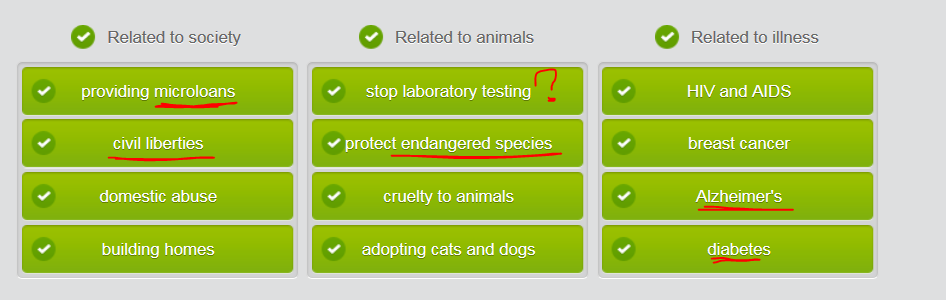 Related to society
providing microloans
civil liberties
domestic abuse
building homes
Related to animals
stop laboratory testing ?
protect endangered species
cruelty to animals
adopting cats and dogs
Related to illness
HIV and AIDS
breast cancer
Alzheimer's
diabetes